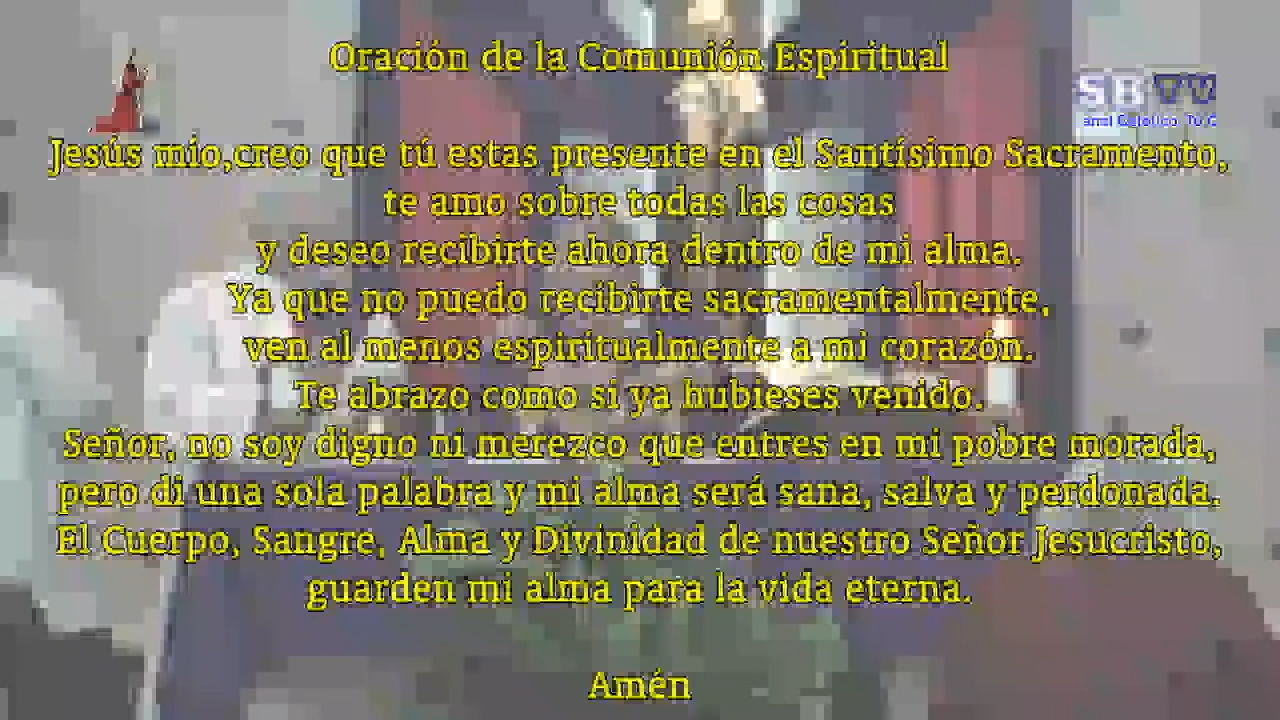 Oración de la Comunión Espiritual
SBTV
Jesús mio,creo que tú estas presente en el Santísimo Sacramento,
te amo sobre todas las cosas
y deseo recibirte ahora dentro de mi alma.
Ya que no puedo recibirte sacramentalmente,
ven al menos espiritualmente a mi corazón.
Te abrazo como si ya hubieses venido.
Señor, no soy digno ni merezco que entres en mi pobre morada,
pero di una sola palabra y mi alma será sana, salva y perdonada.
El Cuerpo, Sangre, Alma y Divinidad de nuestro Señor Jesucristo,
guarden mi alma para la vida eterna.
Amén